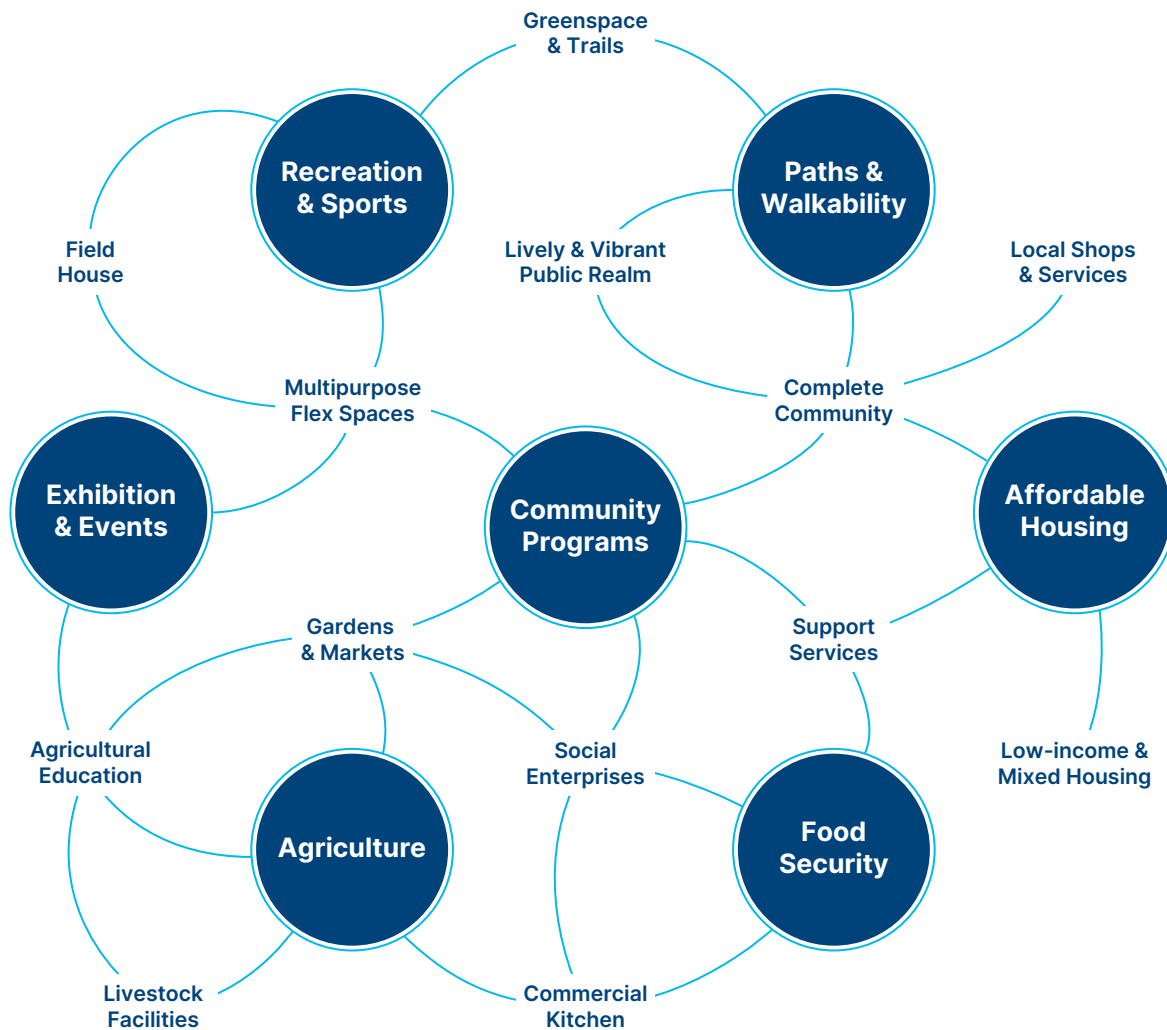 Greenspace
& Trails
Recreation
& Sports
Paths &
Walkability
Field
House
Lively & Vibrant
Public Realm
Local Shops
& Services
Multipurpose
Flex Spaces
Complete
Community
Exhibition
& Events
Community
Programs
Affordable
Housing
Gardens
& Markets
Support
Services
Agricultural
Education
Social
Enterprises
Low-income &
Mixed Housing
Agriculture
Food
Security
Livestock
Facilities
Commercial
Kitchen